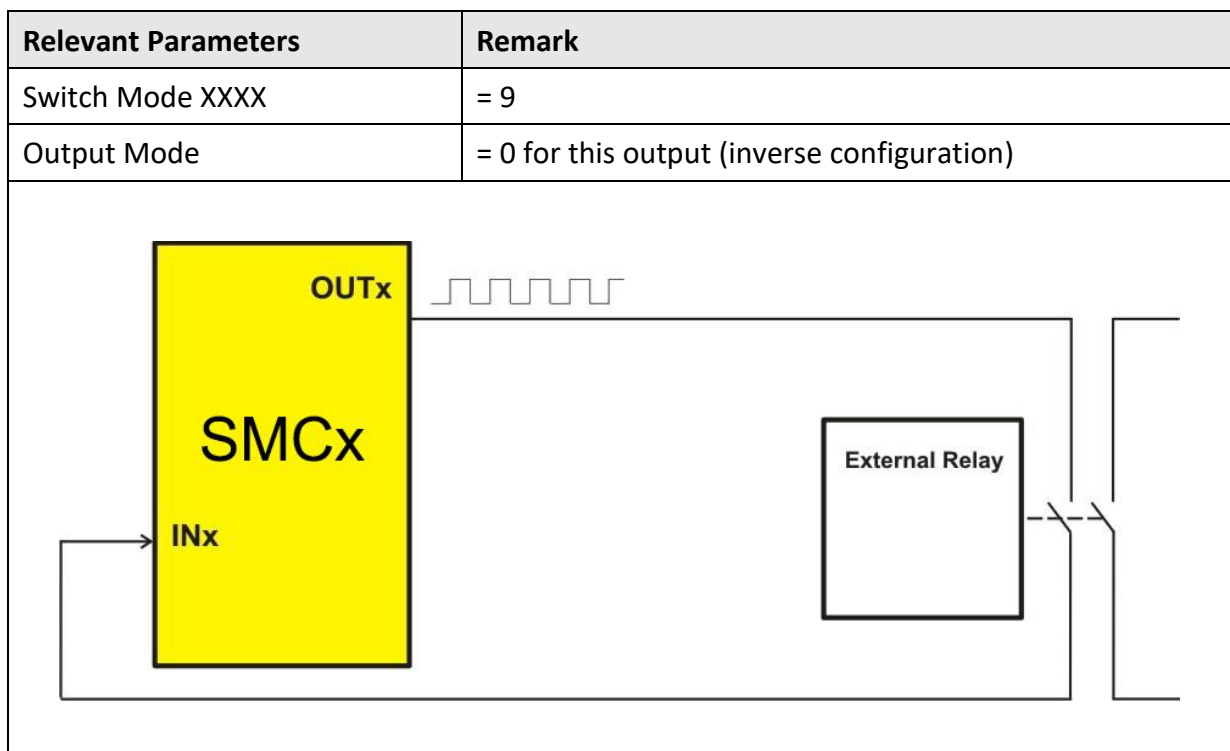 Relevant Parameters Remark
Switch Mode XXXX = 9
Output Mode = 0 for this output (inverse configuration)
OUTx
SMCx
External Relay
INx